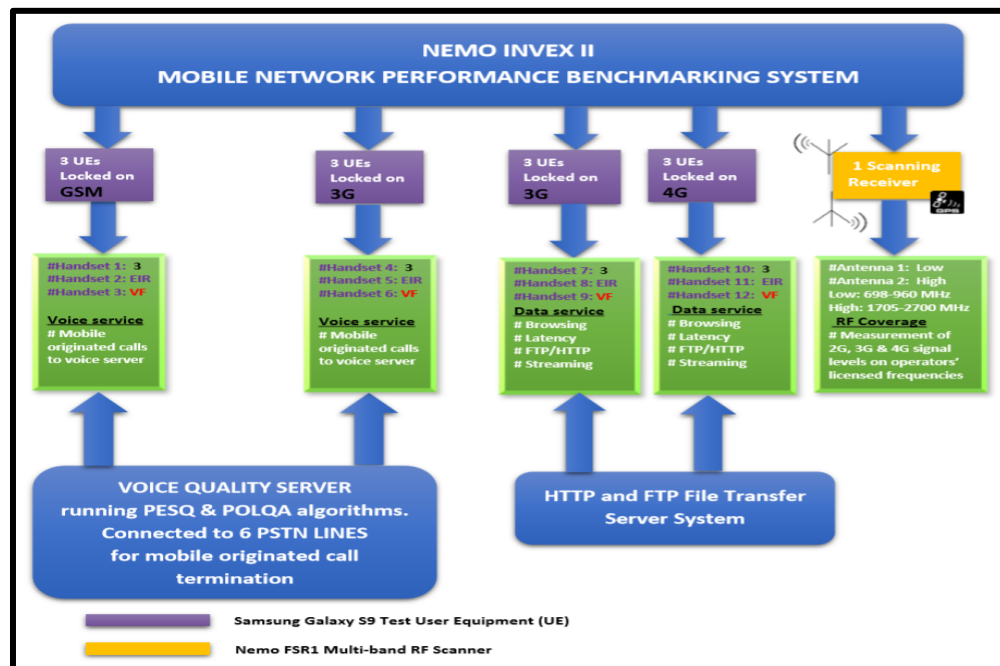 NEMO INVEX II
MOBILE NETWORK PERFORMANCE BENCHMARKING SYSTEM
3 UEs
Locked on
GSM
3 UEs
Locked on
3G
3 UEs
Locked on
3G
3 UEs
Locked on
4G
1 Scanning
Receiver
GPS
#Handset 1: 3
#Handset 2: EIR
#Handset 3: VF
Voice service
# Mobile
originated calls
to voice server
#Handset 4: 3
#Handset 5: EIR
#Handset 6: VF
Voice service
# Mobile
originated calls
to voice server
#Handset 7: 3
#Handset 8: EIR
#Handset 9: VF
Data service
# Browsing
# Latency
# FTP/HTTP
# Streaming
#Handset 10: 3
#Handset 11: EIR
#Handset 12: VF
Data service
# Browsing
# Latency
# FTP/HTTP
# Streaming
#Antenna 1: Low
#Antenna 2: High
Low: 698-960 MHz
High: 1705-2700 MHz
RF Coverage
# Measurement of
2G, 3G & 4G signal
levels on operators'
licensed frequencies
VOICE QUALITY SERVER
running PESQ & POLQA algorithms.
Connected to 6 PSTN LINES
for mobile originated call
termination
HTTP and FTP File Transfer
Server System
Samsung Galaxy S9 Test User Equipment (UE)
Nemo FSR1 Multi-band RF Scanner